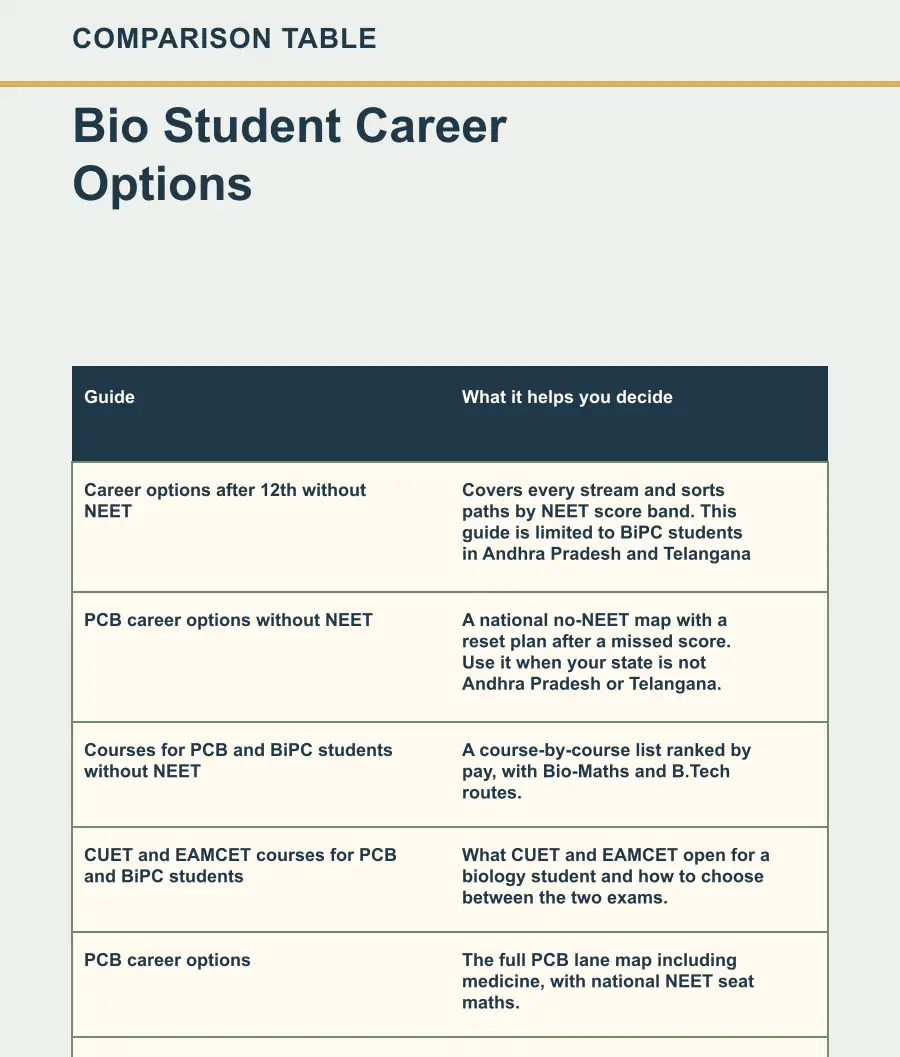 COMPARISON TABLE
Bio Student Career
Options
Guide
What it helps you decide
Career options after 12th without
NEET
Covers every stream and sorts
paths by NEET score band. This
guide is limited to BiPC students
in Andhra Pradesh and Telangana
PCB career options without NEET
A national no-NEET map with a
reset plan after a missed score.
Use it when your state is not
Andhra Pradesh or Telangana.
Courses for PCB and BiPC students
without NEET
A course-by-course list ranked by
pay, with Bio-Maths and B.Tech
routes.
CUET and EAMCET courses for PCB
and BiPC students
What CUET and EAMCET open for a
biology student and how to choose
between the two exams.
PCB career options
The full PCB lane map including
medicine, with national NEET seat
maths.